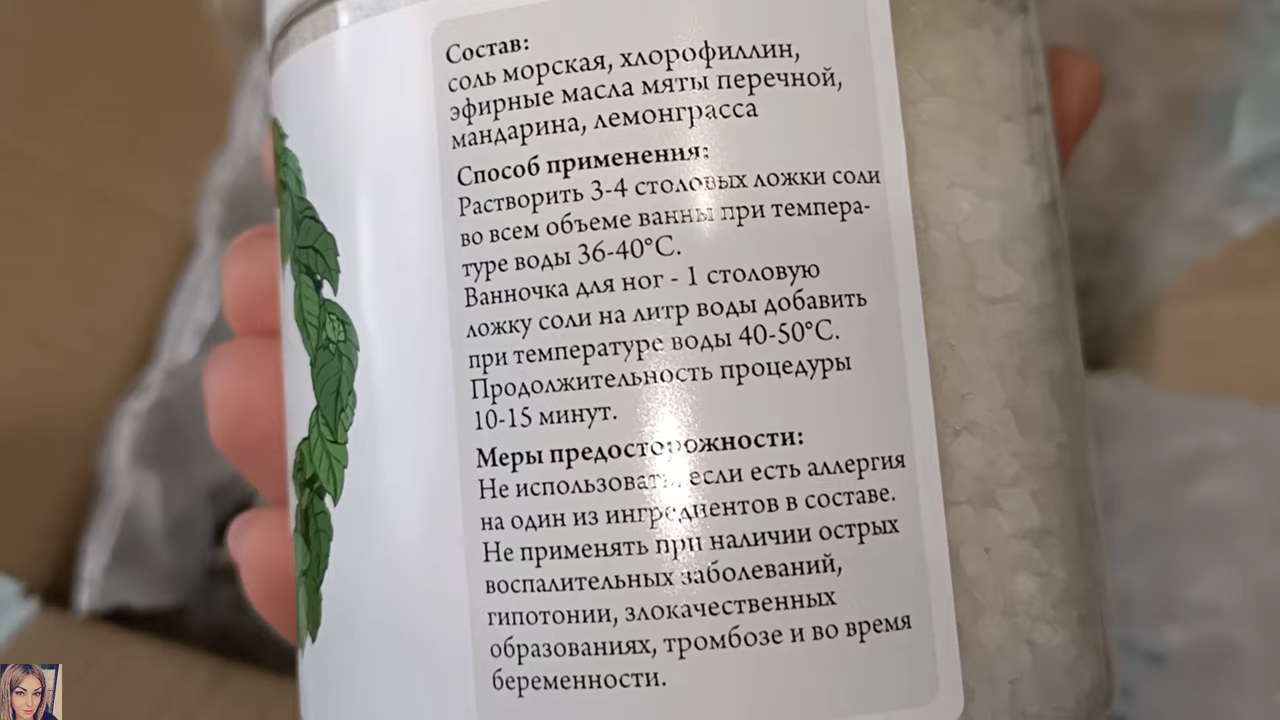 Состав:
соль морская, хлорофиллин,
эфирные масла мяты перечной,
мандарина, лемонграсса
Способ применения:
Растворить 3-4 столовых ложки соли
во всем объеме ванны при темпера-
туре воды 36-40°C.
Ванночка для ног - 1 столовую
ложку соли на литр воды добавить
при температуре воды 40-50°C.
Продолжительность процедуры
10-15 минут.
Меры предосторожности:
Не использовать, если есть аллергия
на один из ингредиентов в составе.
Не применять при наличии острых
воспалительных заболеваний,
гипотонии, злокачественных
образованиях, тромбозе и во время
беременности.